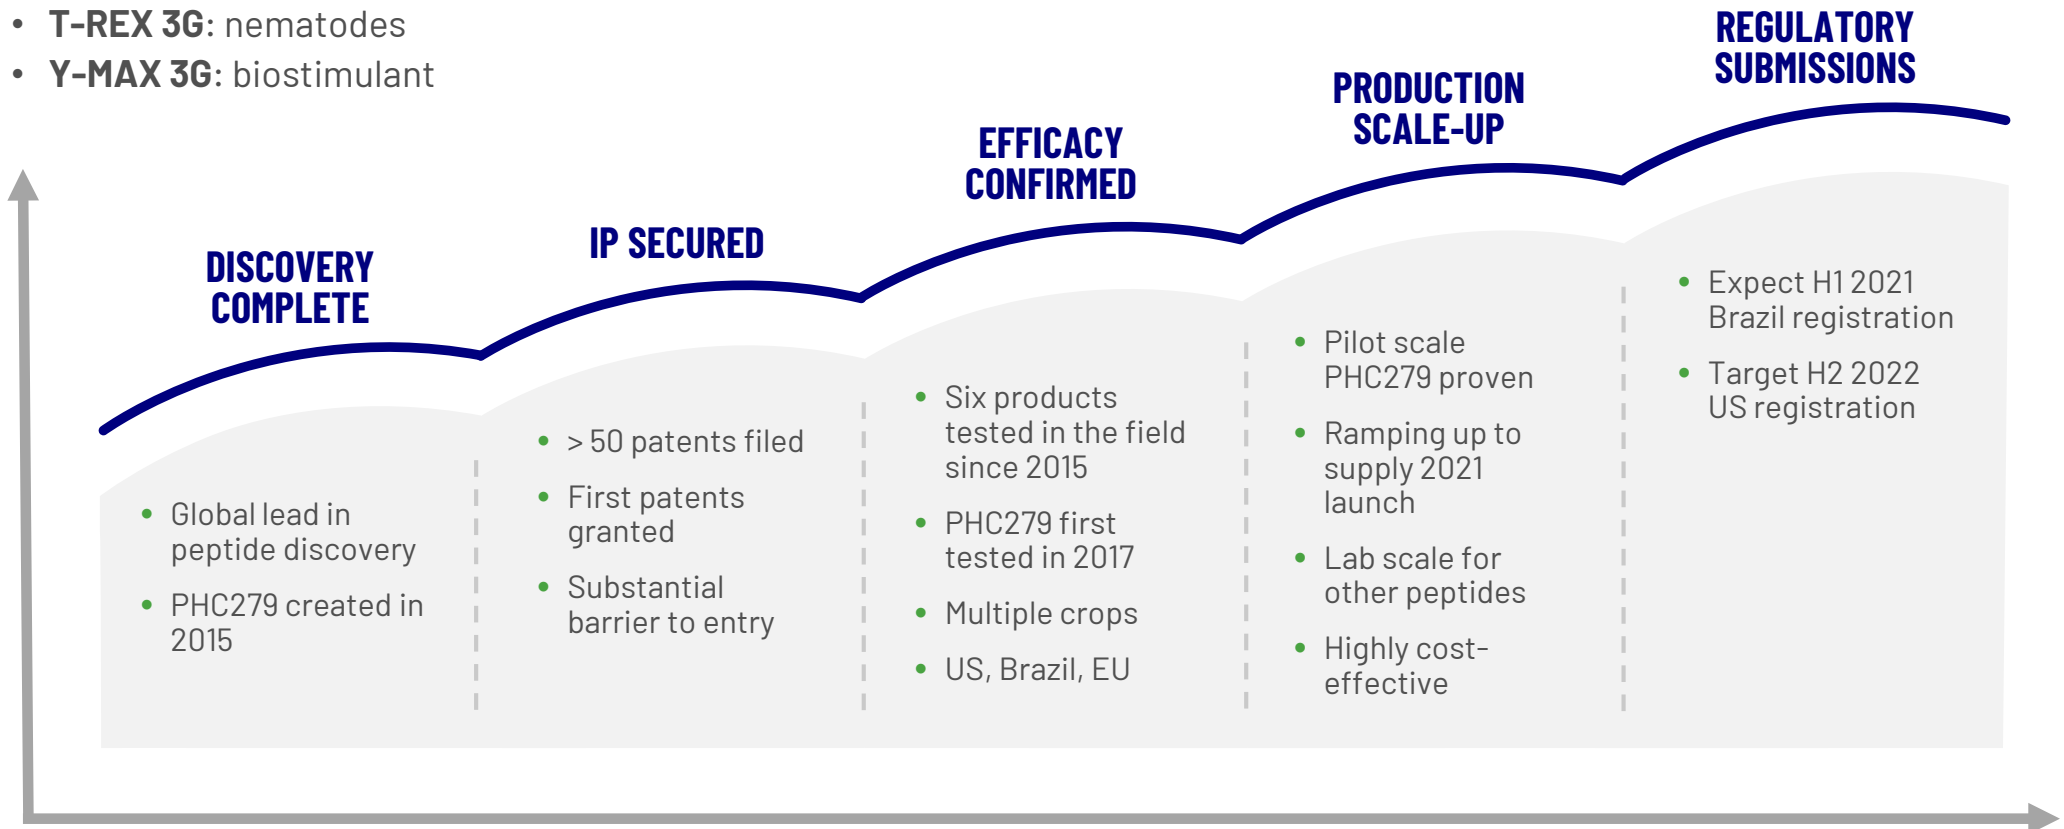 • T-REX 3G: nematodes
• Y-MAX 3G: biostimulant
DISCOVERY
COMPLETE
• Global lead in
peptide discovery
• PHC279 created in
2015
IP SECURED
• > 50 patents filed
• First patents
granted
• Substantial
barrier to entry
EFFICACY
CONFIRMED
• Six products
tested in the field
since 2015
• PHC279 first
tested in 2017
• Multiple crops
• US, Brazil, EU
PRODUCTION
SCALE-UP
• Pilot scale
PHC279 proven
• Ramping up to
supply 2021
launch
• Lab scale for
other peptides
• Highly cost-
effective
REGULATORY
SUBMISSIONS
• Expect H1 2021
Brazil registration
• Target H2 2022
US registration